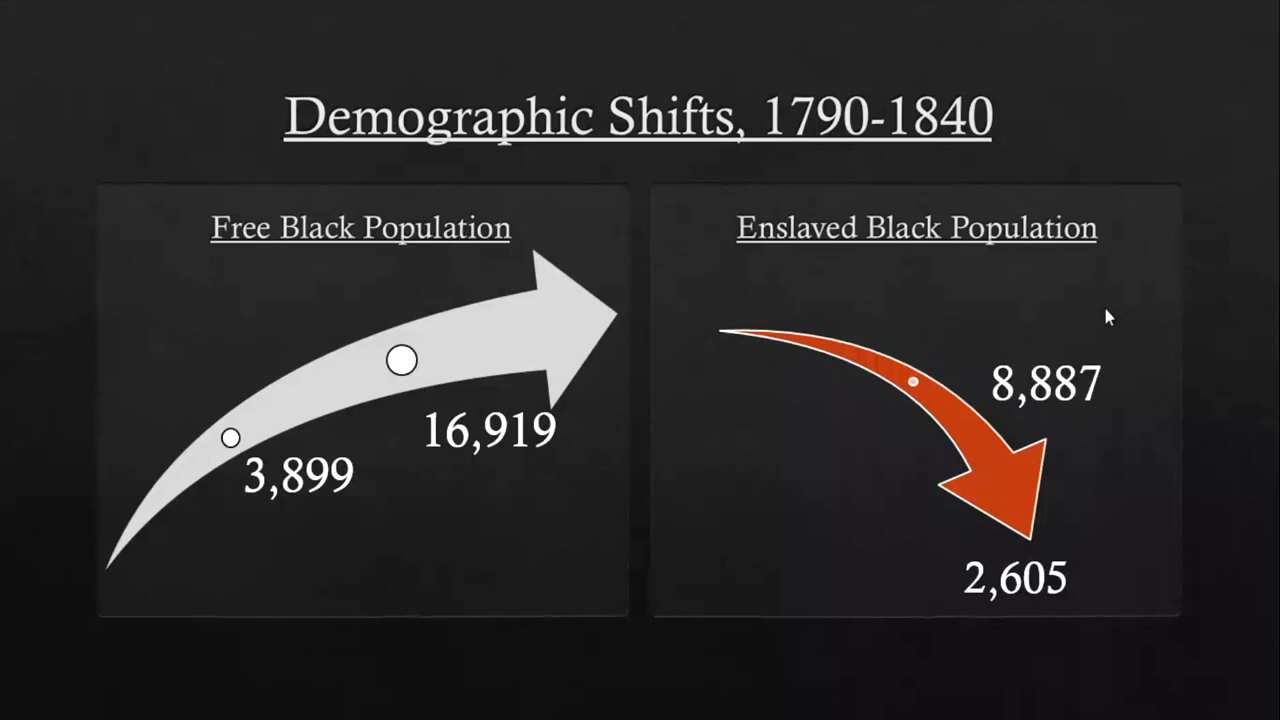 Demographic Shifts, 1790-1840
Free Black Population
3,899
16,919
Enslaved Black Population
8,887
2,605